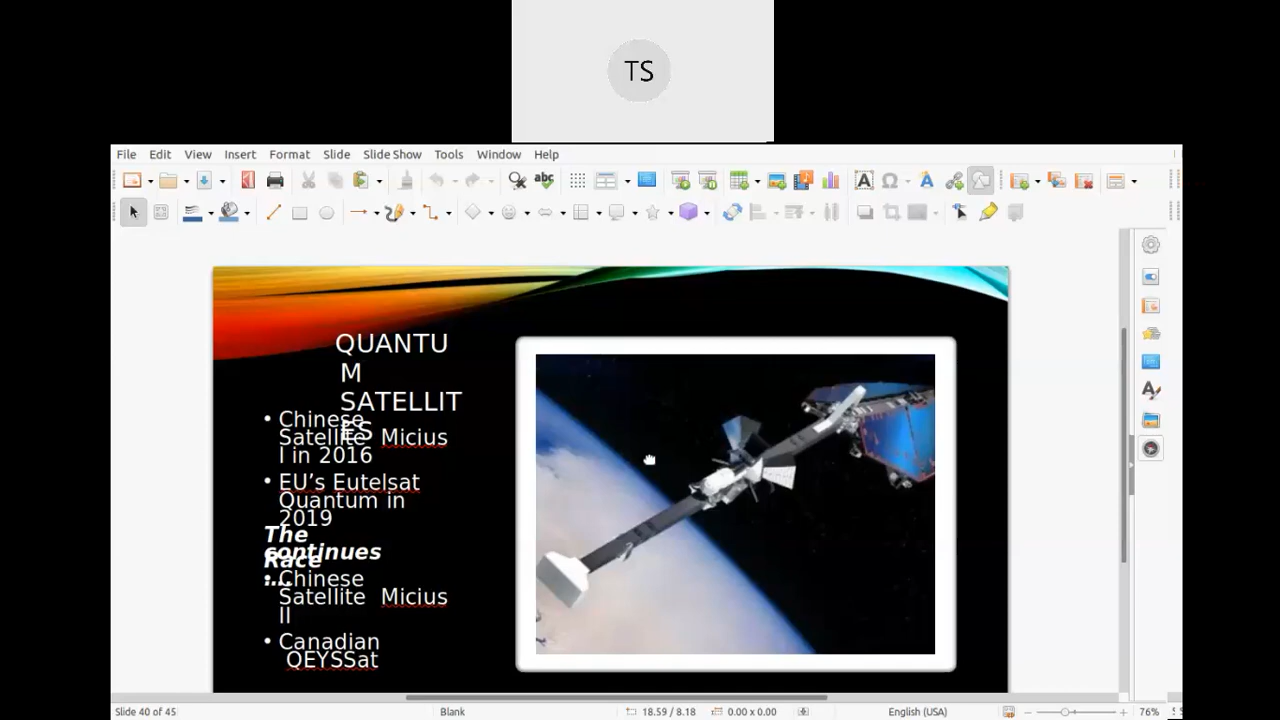 TS
File Edit View Insert Format Slide Slide Show Tools Window Help
abc
QUANTU
M
SATELLIT
ES
• Chinese
Satellite Micius
I in 2016
• EU's Eutelsat
Quantum in
2019
The
continues
Race
....
• Chinese
Satellite Micius
II
• Canadian
QEYSSat
Slide 40 of 45 Blank 18.59 / 8.18 0.00 x 0.00 English (USA) 76%